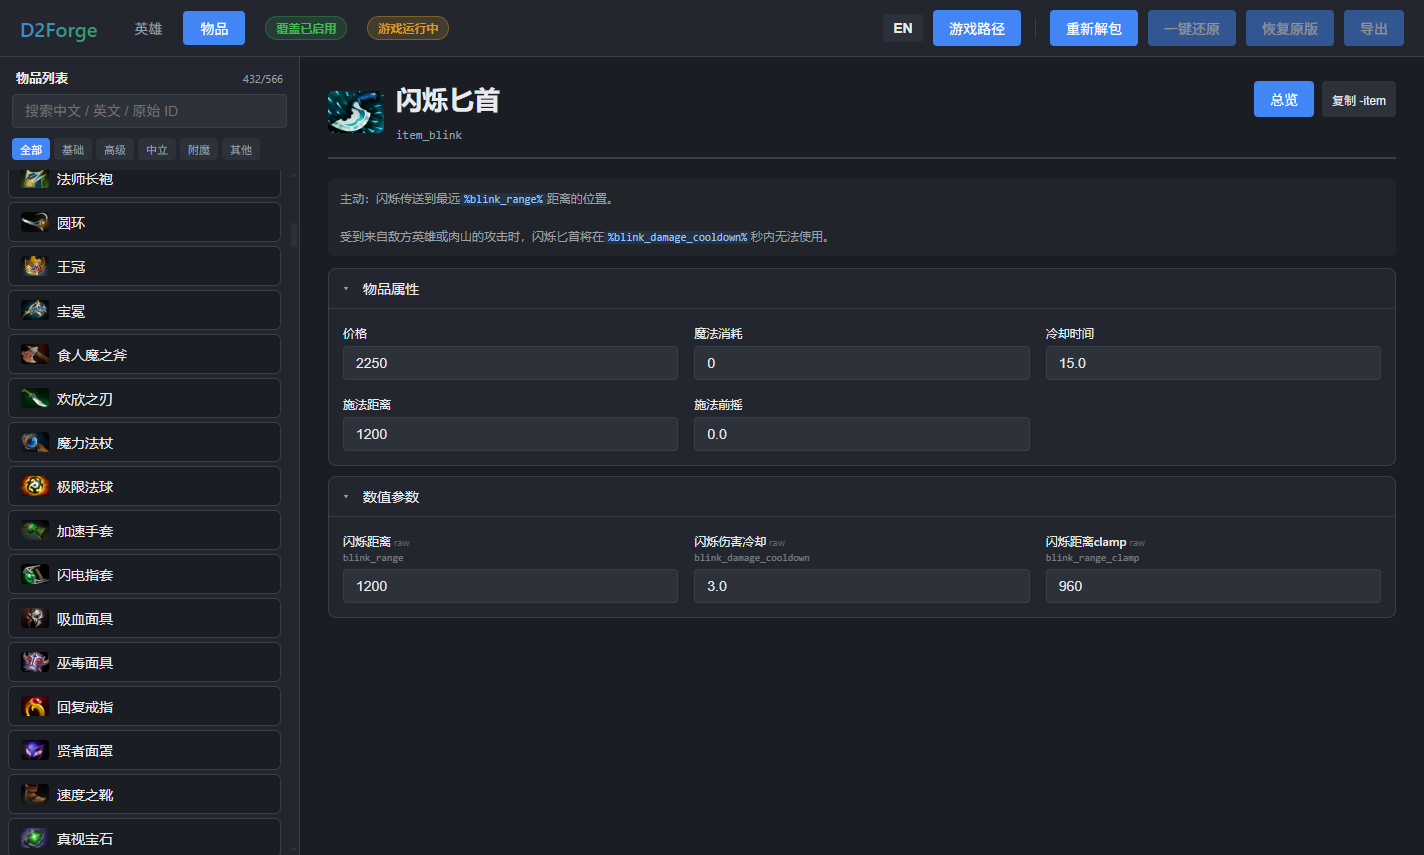 D2Forge 英雄 物品 覆盖已启用 游戏运行中 EN 游戏路径 重新解包 一键还原 恢复原版 导出
物品列表 432/566
搜索中文 / 英文 / 原始 ID
全部 基础 高级 中立 附魔 其他
法师长袍
圆环
王冠
宝冕
食人魔之斧
欢欣之刃
魔力法杖
极限法球
加速手套
闪电指套
吸血面具
巫毒面具
回复戒指
贤者面罩
速度之靴
真视宝石
闪烁匕首
item_blink
总览 复制 -item
主动：闪烁传送到最远 %blink_range% 距离的位置。
受到来自敌方英雄或肉山的攻击时，闪烁匕首将在 %blink_damage_cooldown% 秒内无法使用。
物品属性
价格 魔法消耗 冷却时间
2250 0 15.0
施法距离 施法前摇
1200 0.0
数值参数
闪烁距离 raw 闪烁伤害冷却 raw 闪烁距离clamp raw
blink_range blink_damage_cooldown blink_range_clamp
1200 3.0 960